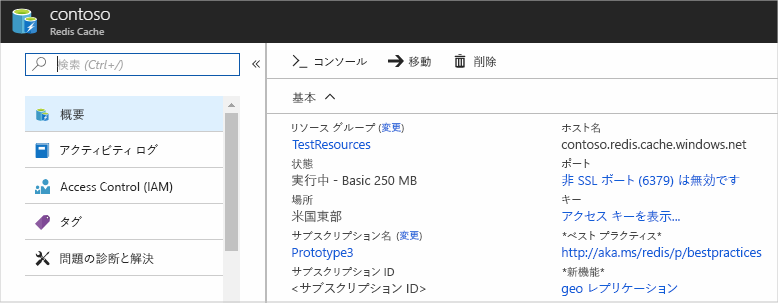 contoso
Redis Cache
検索 (Ctrl+/)
«
概要
アクティビティ ログ
Access Control (IAM)
タグ
問題の診断と解決
コンソール 移動 削除
基本
リソース グループ (変更)
TestResources
状態
実行中 - Basic 250 MB
場所
米国東部
サブスクリプション名 (変更)
Prototype3
サブスクリプション ID
<サブスクリプション ID>
ホスト名
contoso.redis.cache.windows.net
ポート
非 SSL ポート (6379) は無効です
キー
アクセス キーを表示...
*ベスト プラクティス*
http://aka.ms/redis/p/bestpractices
*新機能*
geo レプリケーション